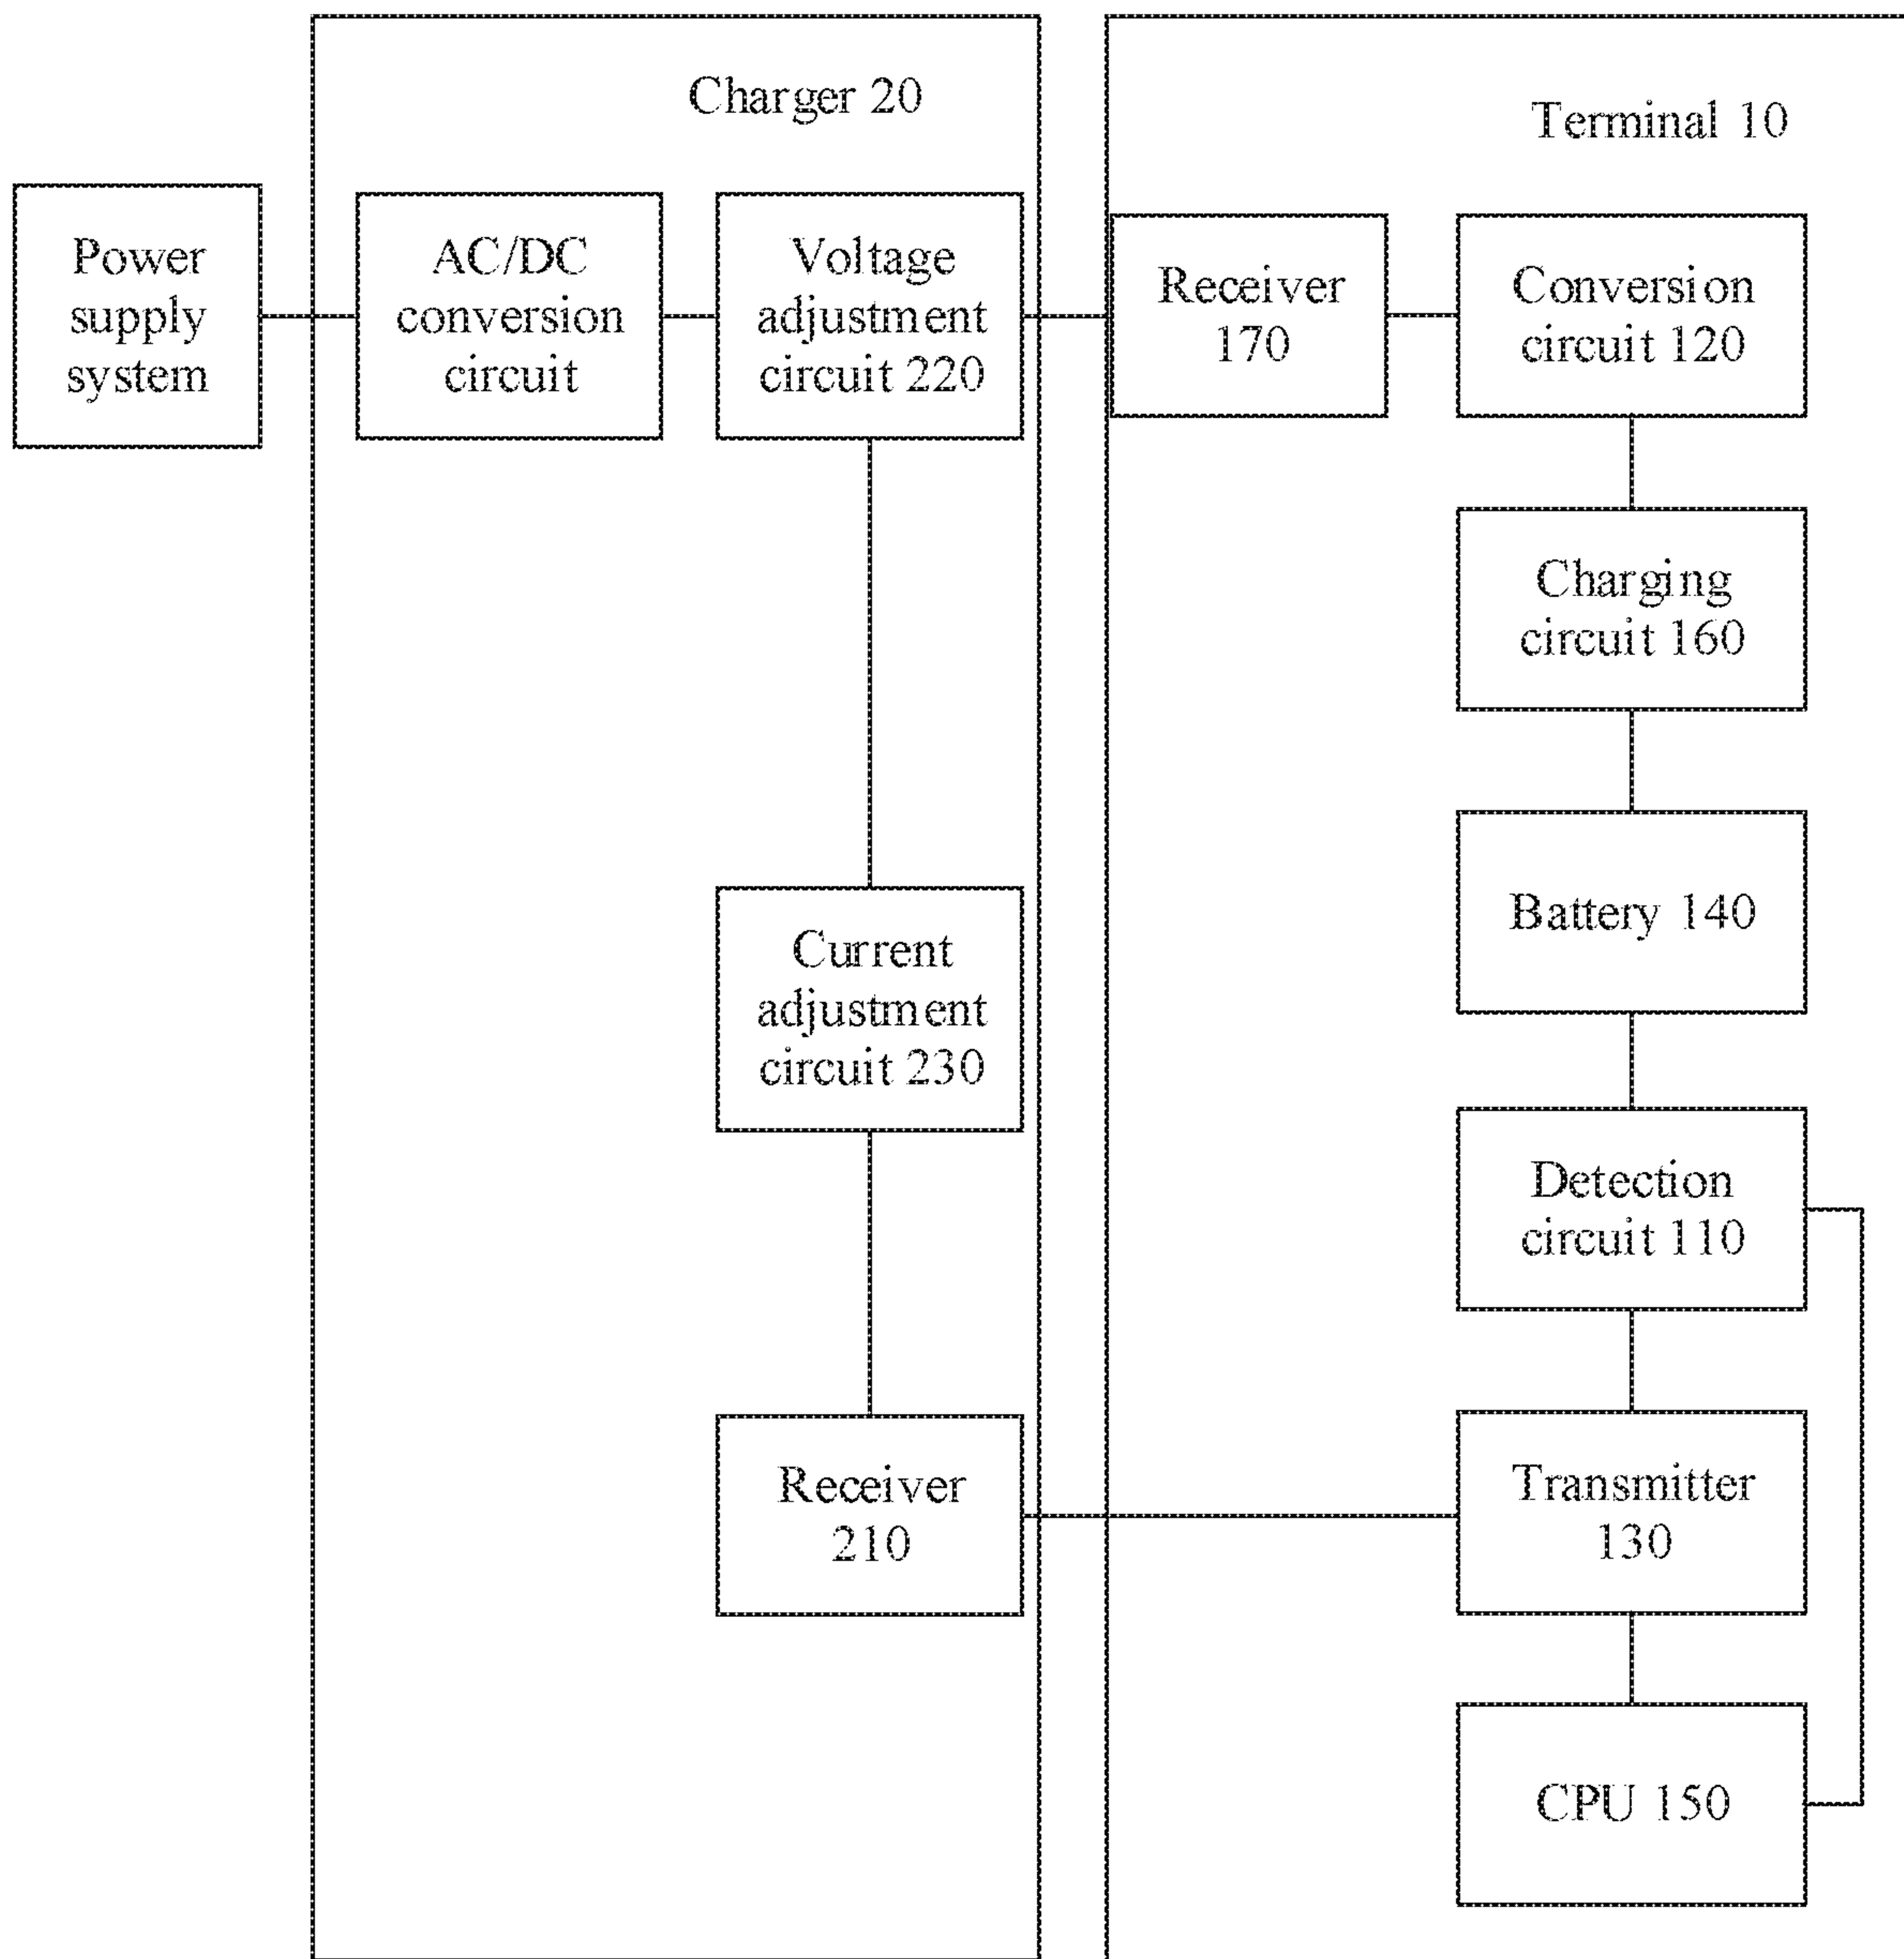 Charger 20
Terminal 10
Power
supply
system
AC/DC
conversion
circuit
Voltage
adjustment
circuit 220
Receiver
170
Conversion
circuit 120
Charging
circuit 160
Battery 140
Current
adjustment
circuit 230
Detection
circuit 110
Receiver
210
Transmitter
130
CPU 150